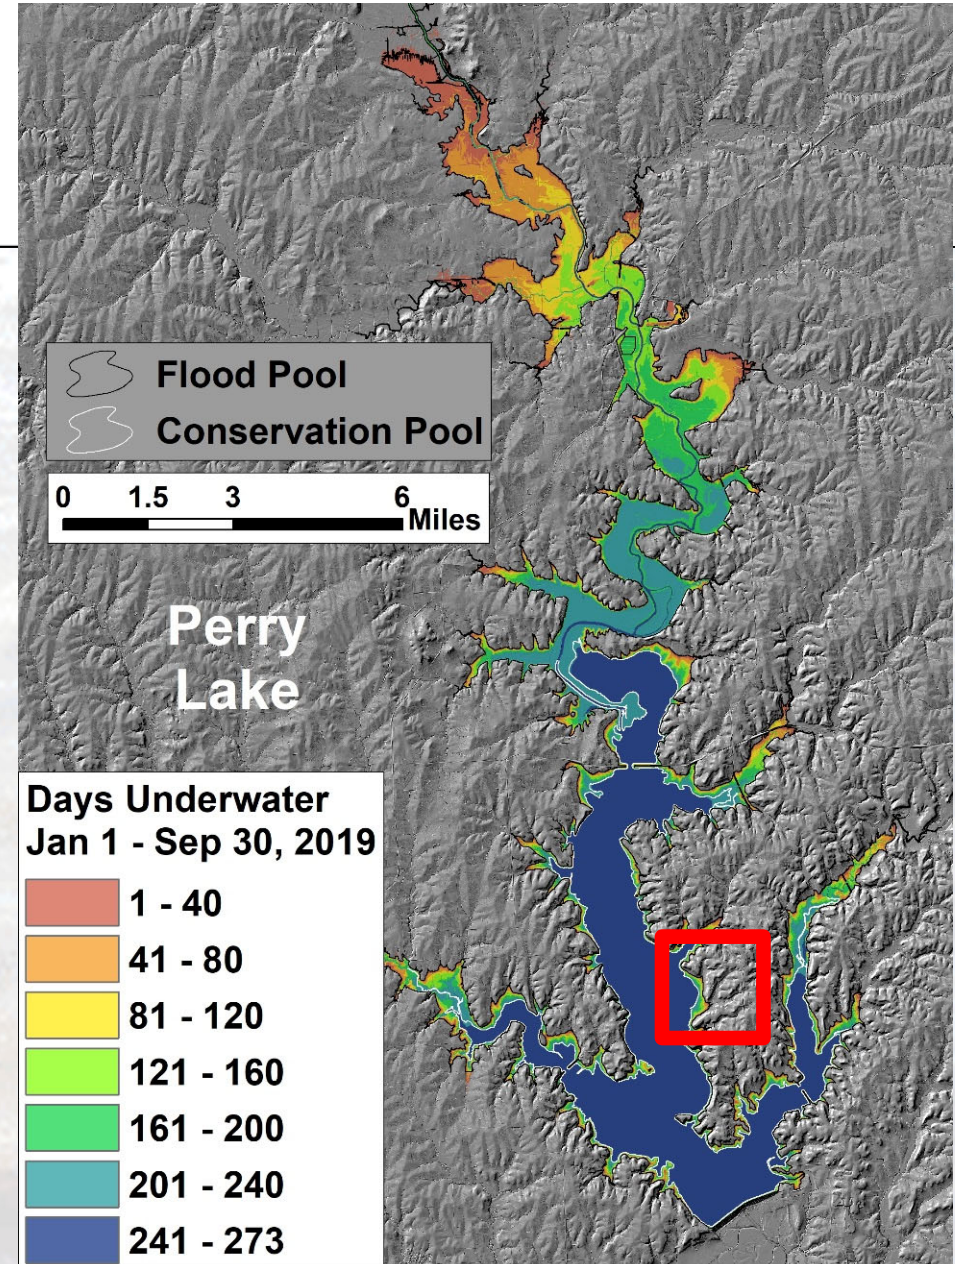 Flood Pool
Conservation Pool
0 1.5 3 6
Miles
Perry
Lake
Days Underwater
Jan 1 - Sep 30, 2019
1 - 40
41 - 80
81 - 120
121 - 160
161 - 200
201 - 240
241 - 273